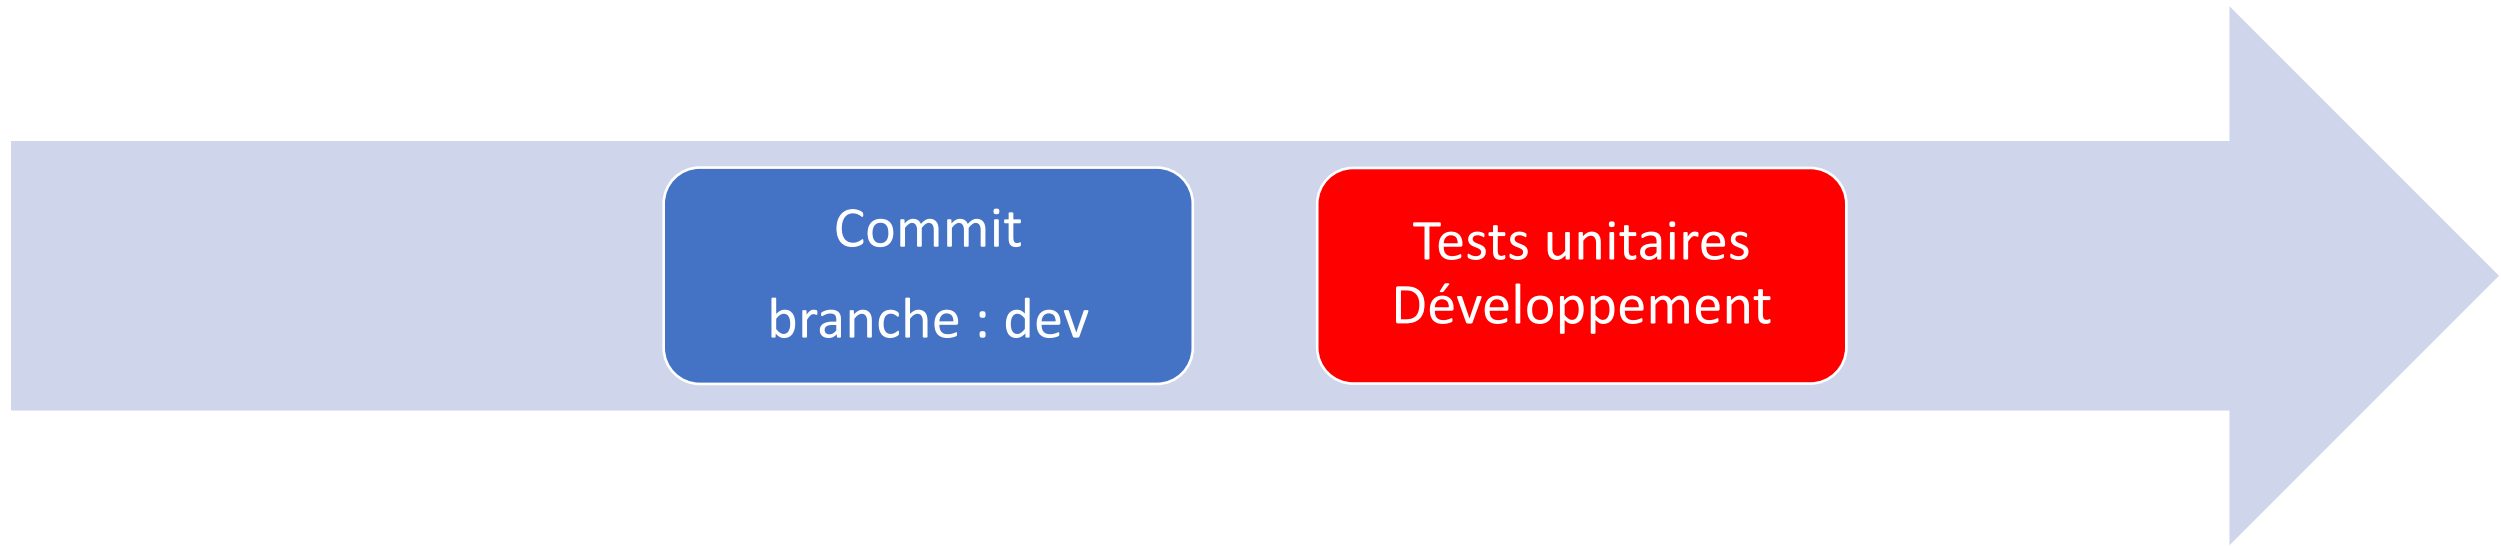 Commit
branche : dev
Tests unitaires
Développement